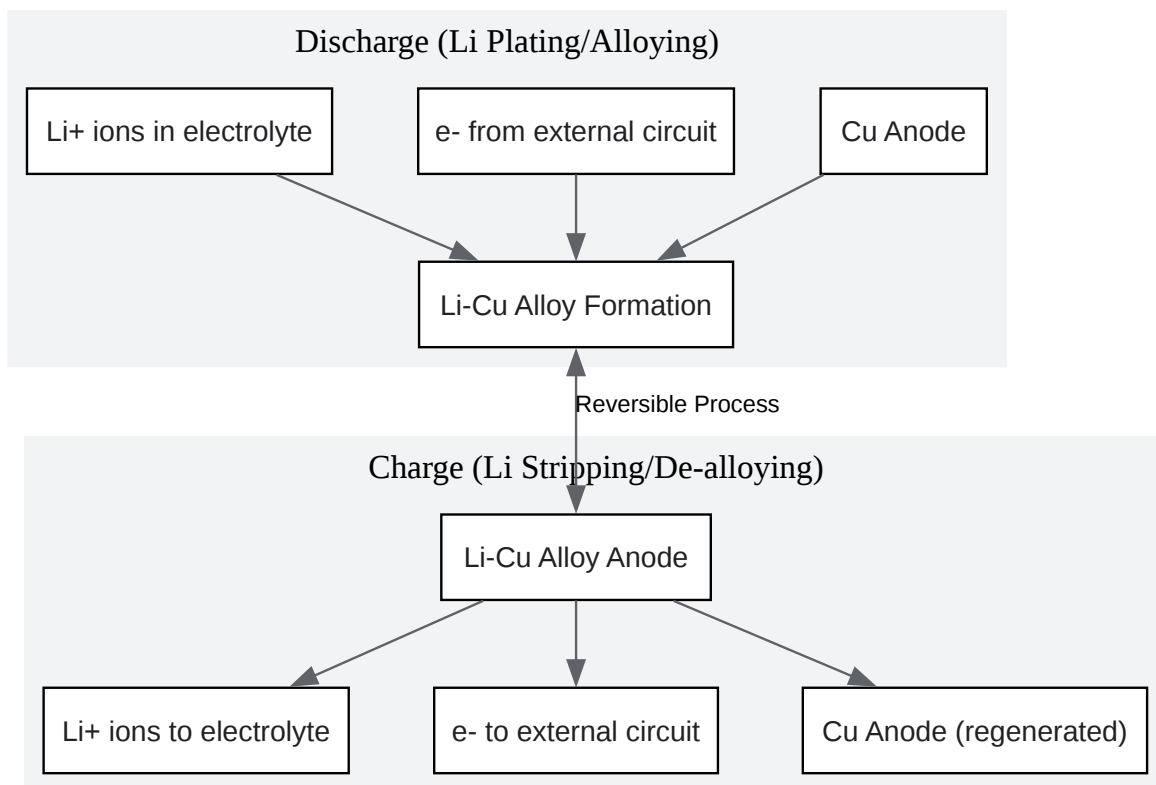 Discharge (Li Plating/Alloying)
Li+ ions in electrolyte
e- from external circuit
Cu Anode
Li-Cu Alloy Formation
Reversible Process
Charge (Li Stripping/De-alloying)
Li-Cu Alloy Anode
Li+ ions to electrolyte
e- to external circuit
Cu Anode (regenerated)